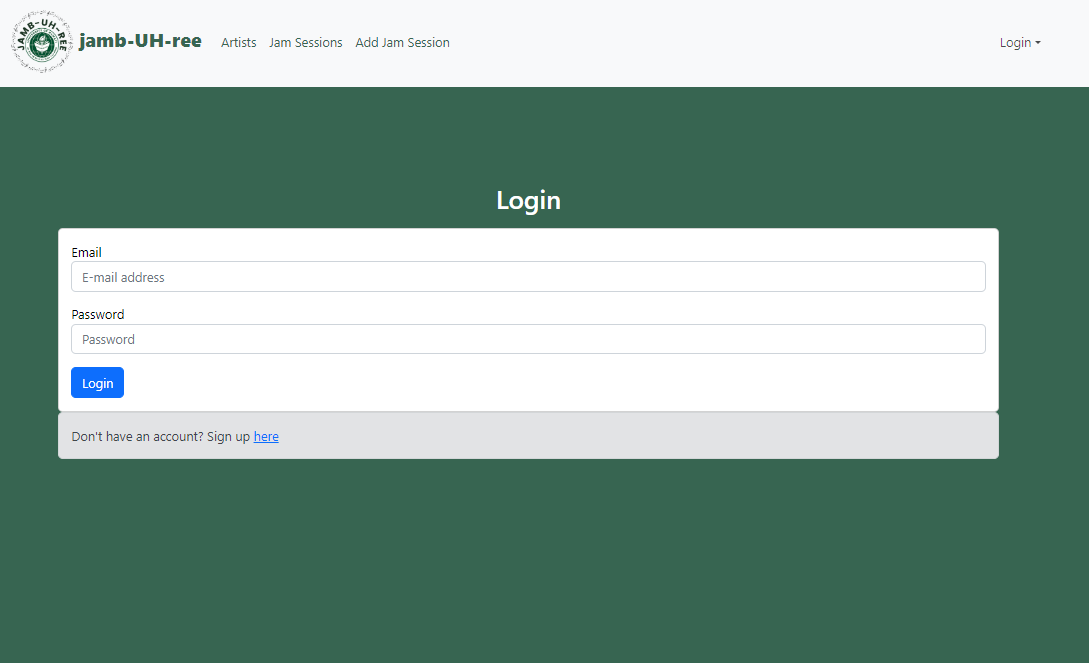 JAMB-UH-REE
jamb-UH-ree Artists Jam Sessions Add Jam Session Login
Login
Email
E-mail address
Password
Password
Login
Don't have an account? Sign up here